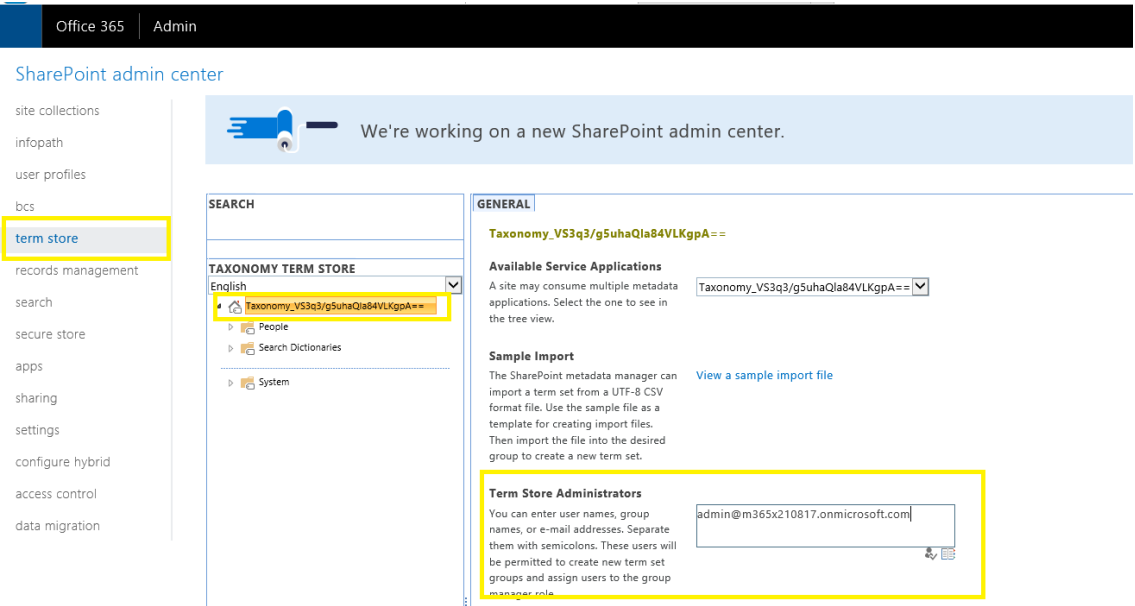 Office 365
Admin
SharePoint admin center
site collections
infopath
user profiles
bcs
term store
records management
search
secure store
apps
sharing
settings
configure hybrid
access control
data migration
We're working on a new SharePoint admin center.
SEARCH
TAXONOMY TERM STORE
English
Taxonomy_VS3q3/g5uhaQla84VLKgpA==
People
Search Dictionaries
System
GENERAL
Taxonomy_VS3q3/g5uhaQla84VLKgpA==
Available Service Applications
A site may consume multiple metadata
applications. Select the one to see in
the tree view.
Taxonomy_VS3q3/g5uhaQla84VLKgpA==
Sample Import
The SharePoint metadata manager can
import a term set from a UTF-8 CSV
format file. Use the sample file as a
template for creating import files.
Then import the file into the desired
group to create a new term set.
View a sample import file
Term Store Administrators
You can enter user names, group
names, or e-mail addresses. Separate
them with semicolons. These users will
be permitted to create new term set
groups and assign users to the group
manager role.
admin@m365x210817.onmicrosoft.com